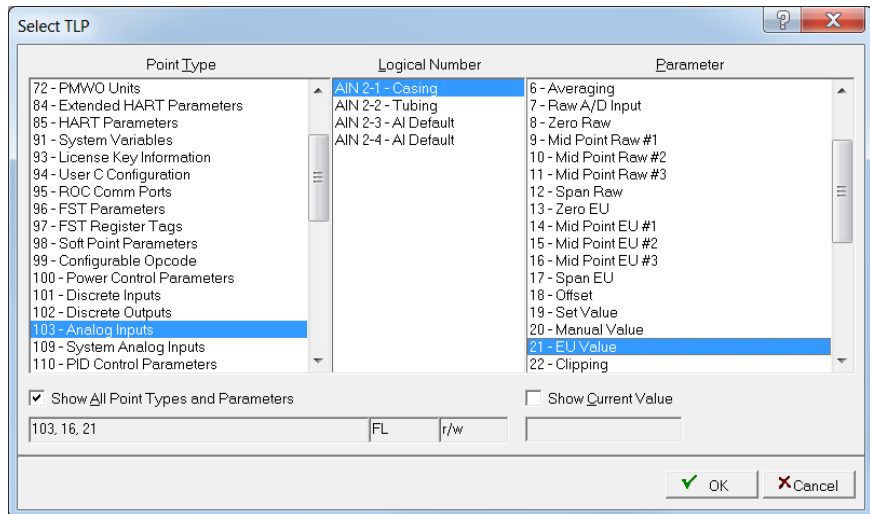 Select TLP
?
X
Point Type
72 - PMWO Units
84 - Extended HART Parameters
85 - HART Parameters
91 - System Variables
93 - License Key Information
94 - User C Configuration
95 - ROC Comm Ports
96 - FST Parameters
97 - FST Register Tags
98 - Soft Point Parameters
99 - Configurable Opcode
100 - Power Control Parameters
101 - Discrete Inputs
102 - Discrete Outputs
103 - Analog Inputs
109 - System Analog Inputs
110 - PID Control Parameters
Logical Number
AIN 2-1 - Casing
AIN 2-2 - Tubing
AIN 2-3 - AI Default
AIN 2-4 - AI Default
Parameter
6 - Averaging
7 - Raw A/D Input
8 - Zero Raw
9 - Mid Point Raw #1
10 - Mid Point Raw #2
11 - Mid Point Raw #3
12 - Span Raw
13 - Zero EU
14 - Mid Point EU #1
15 - Mid Point EU #2
16 - Mid Point EU #3
17 - Span EU
18 - Offset
19 - Set Value
20 - Manual Value
21 - EU Value
22 - Clipping
Show All Point Types and Parameters
Show Current Value
103, 16, 21
FL
r/w
OK
Cancel